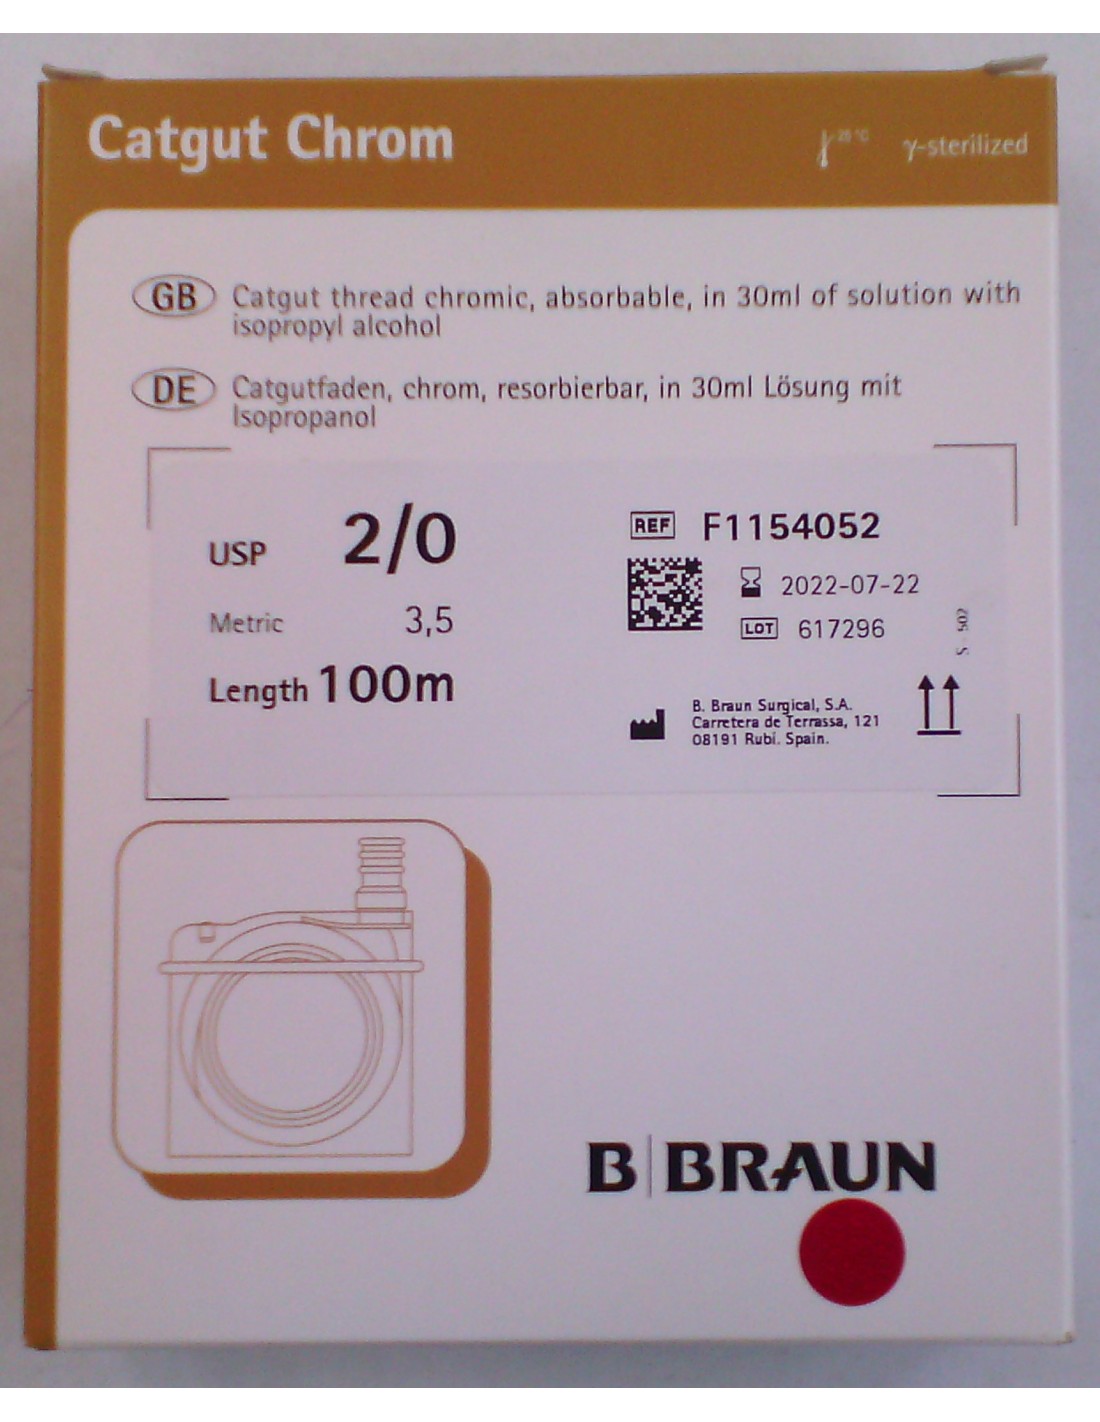 Catgut Chrom
25 °C
γ-sterilized
GB Catgut thread chromic, absorbable, in 30ml of solution with
isopropyl alcohol
DE Catgutfaden, chrom, resorbierbar, in 30ml Lösung mit
Isopropanol
USP 2/0
Metric 3,5
Length 100m
REF F1154052
2022-07-22
LOT 617296
S - 507
B. Braun Surgical, S.A.
Carretera de Terrassa, 121
08191 Rubí. Spain.
B BRAUN